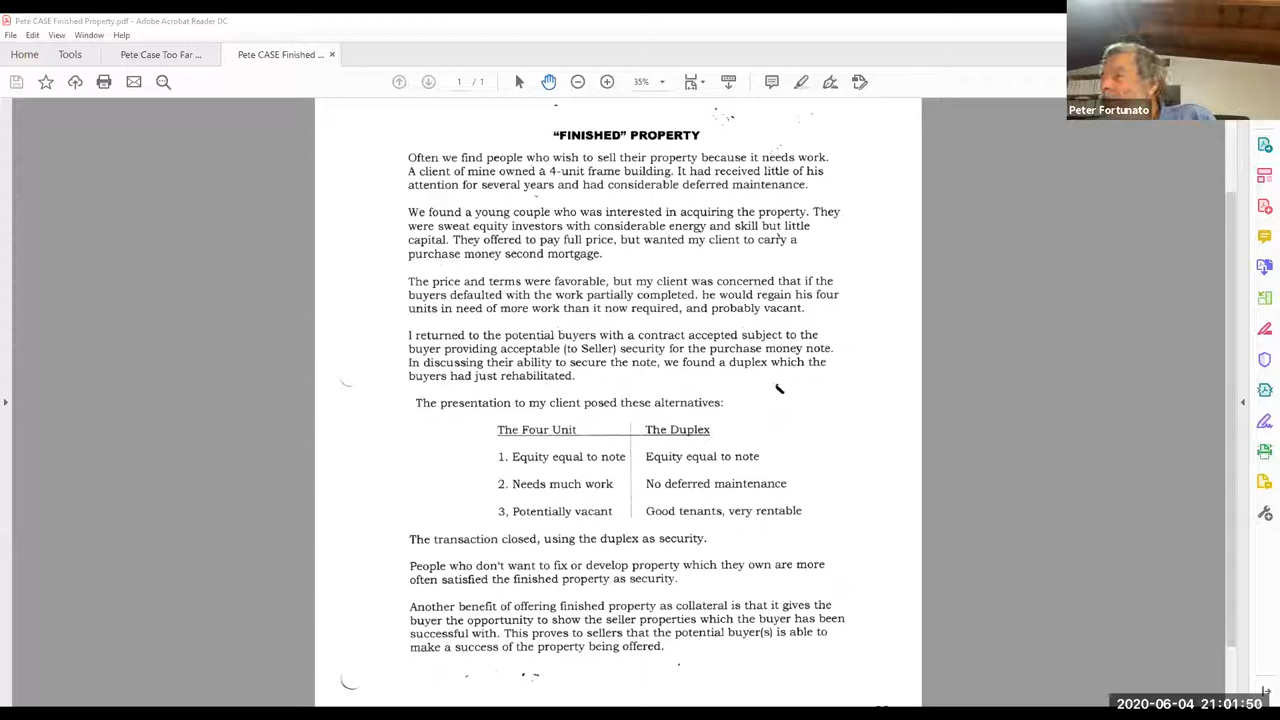 Pete CASE Finished Property.pdf - Adobe Acrobat Reader DC
File Edit View Window Help
Home Tools Pete Case Too Far ... Pete CASE Finished ... ×
1 / 1 35%
Peter Fortunato
“FINISHED” PROPERTY
Often we find people who wish to sell their property because it needs work.
A client of mine owned a 4-unit frame building. It had received little of his
attention for several years and had considerable deferred maintenance.
We found a young couple who was interested in acquiring the property. They
were sweat equity investors with considerable energy and skill but little
capital. They offered to pay full price, but wanted my client to carry a
purchase money second mortgage.
The price and terms were favorable, but my client was concerned that if the
buyers defaulted with the work partially completed. he would regain his four
units in need of more work than it now required, and probably vacant.
I returned to the potential buyers with a contract accepted subject to the
buyer providing acceptable (to Seller) security for the purchase money note.
In discussing their ability to secure the note, we found a duplex which the
buyers had just rehabilitated.
The presentation to my client posed these alternatives:
The Four Unit The Duplex
1. Equity equal to note Equity equal to note
2. Needs much work No deferred maintenance
3, Potentially vacant Good tenants, very rentable
The transaction closed, using the duplex as security.
People who don't want to fix or develop property which they own are more
often satisfied the finished property as security.
Another benefit of offering finished property as collateral is that it gives the
buyer the opportunity to show the seller properties which the buyer has been
successful with. This proves to sellers that the potential buyer(s) is able to
make a success of the property being offered.
2020-06-04 21:01:50